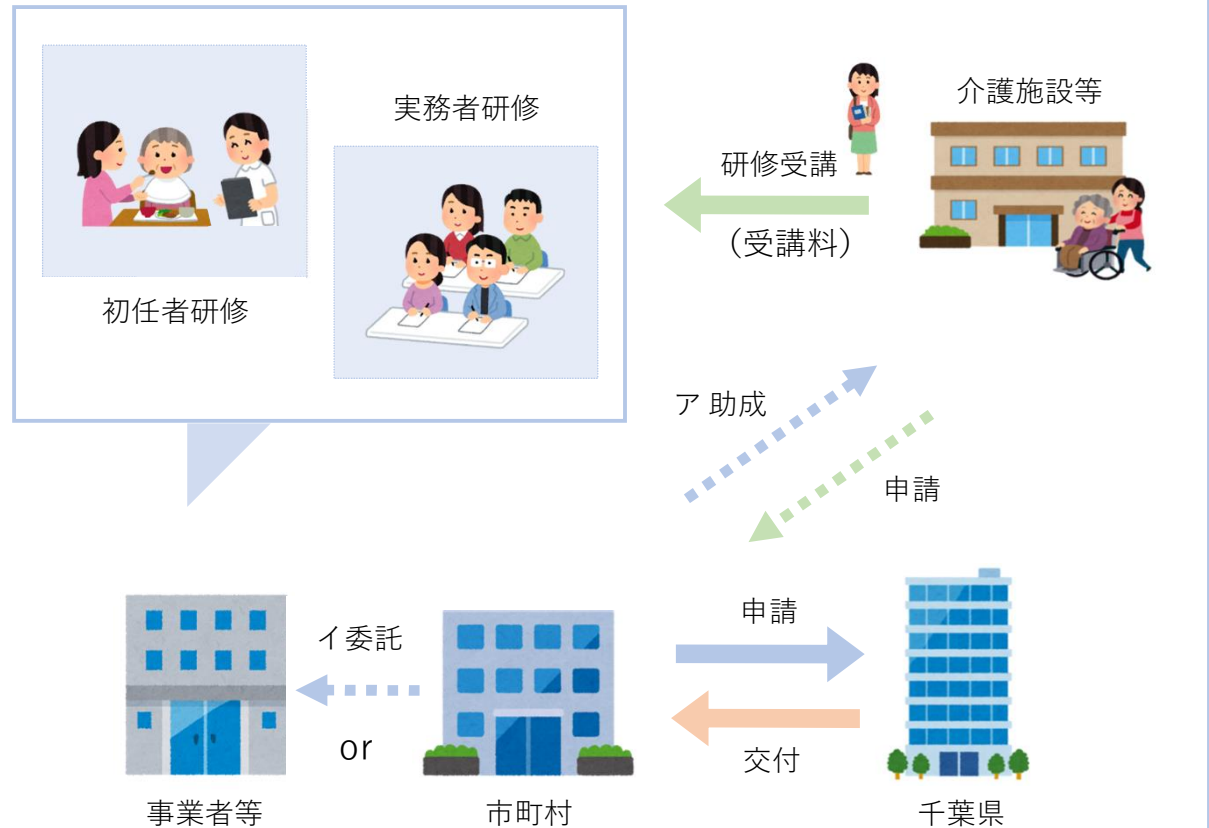 実務者研修
初任者研修
介護施設等
研修受講
（受講料）
ア 助成
申請
イ委託
or
申請
交付
事業者等
市町村
千葉県